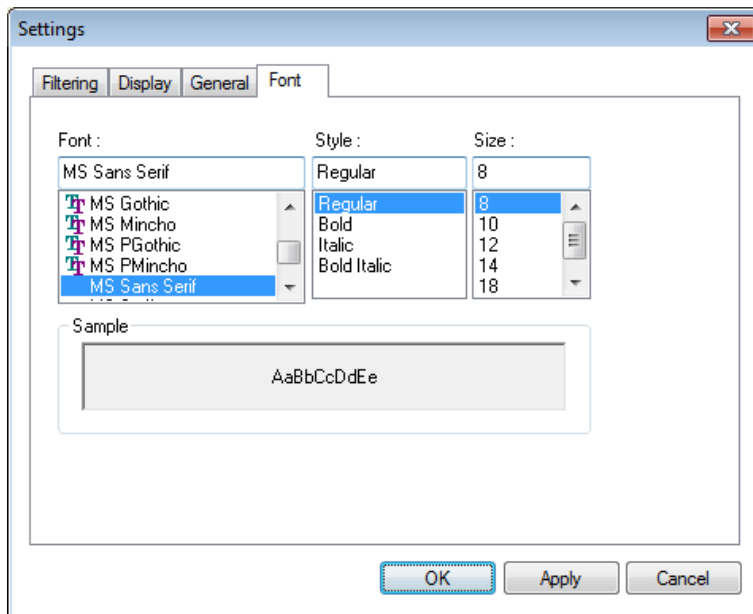 Settings
Filtering Display General Font
Font : Style : Size :
MS Sans Serif Regular 8
MS Gothic Regular 8
MS Mincho Bold 10
MS PGothic Italic 12
MS PMincho Bold Italic 14
MS Sans Serif 18
Sample
AaBbCcDdEe
OK Apply Cancel